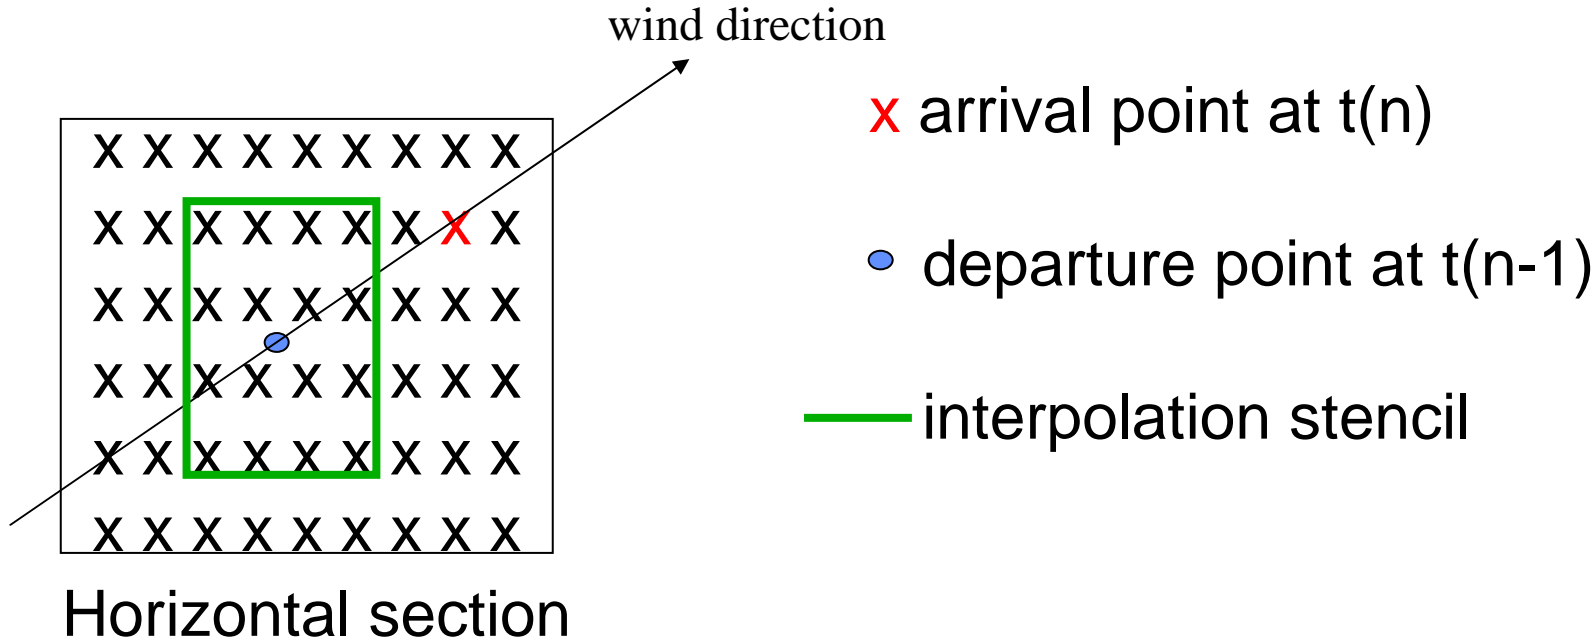 wind direction
x arrival point at t(n)
x x x x x x x x x
x x x x x x x x x
departure point at t(n-1)
x x x x x x x x x
x x x x x x x x x
interpolation stencil
x x x x x x x x x
x x x x x x x x x
Horizontal section